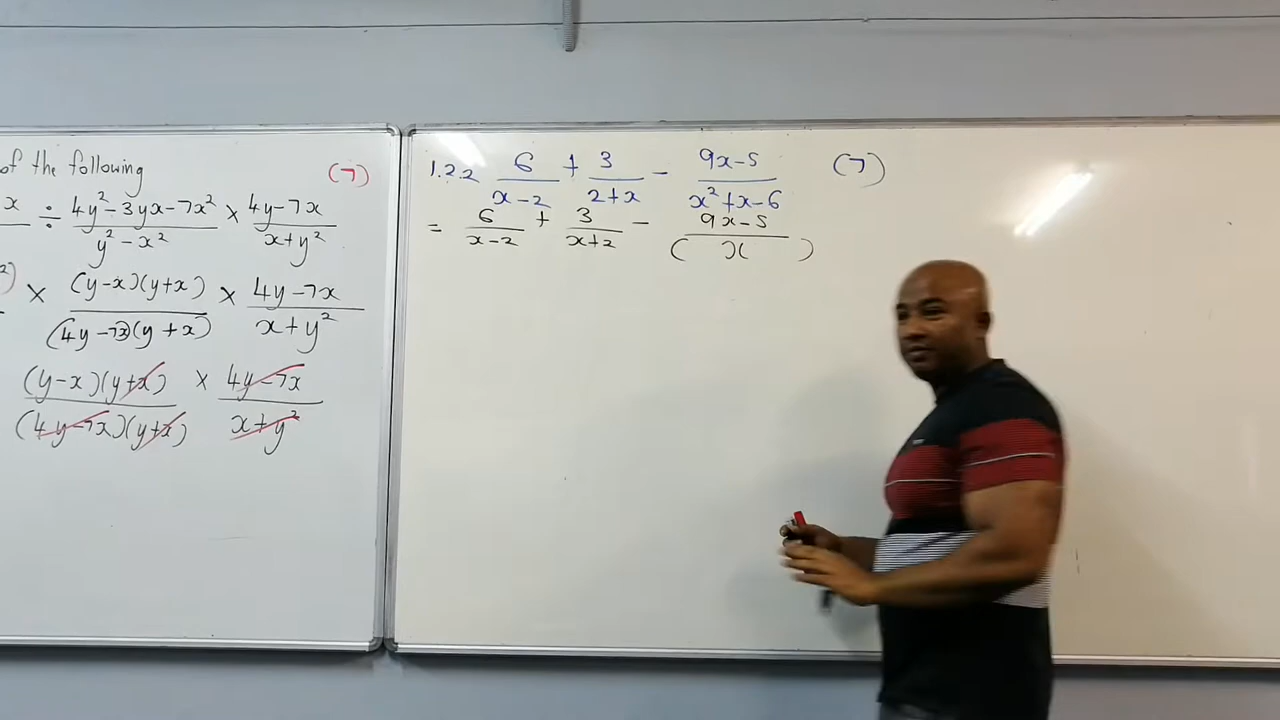 of the following (7)
x ÷ (4y² - 3yx - 7x²)/(y² - x²) × (4y - 7x)/(x + y²)
²) × (y - x)(y + x)/(4y - 7x)(y + x) × (4y - 7x)/(x + y²)
(y - x)(y + x)/(4y - 7x)(y + x) × (4y - 7x)/(x + y²)
1.2.2 6/(x - 2) + 3/(2 + x) - (9x - 5)/(x² + x - 6) (7)
= 6/(x - 2) + 3/(x + 2) - (9x - 5)/( )( )